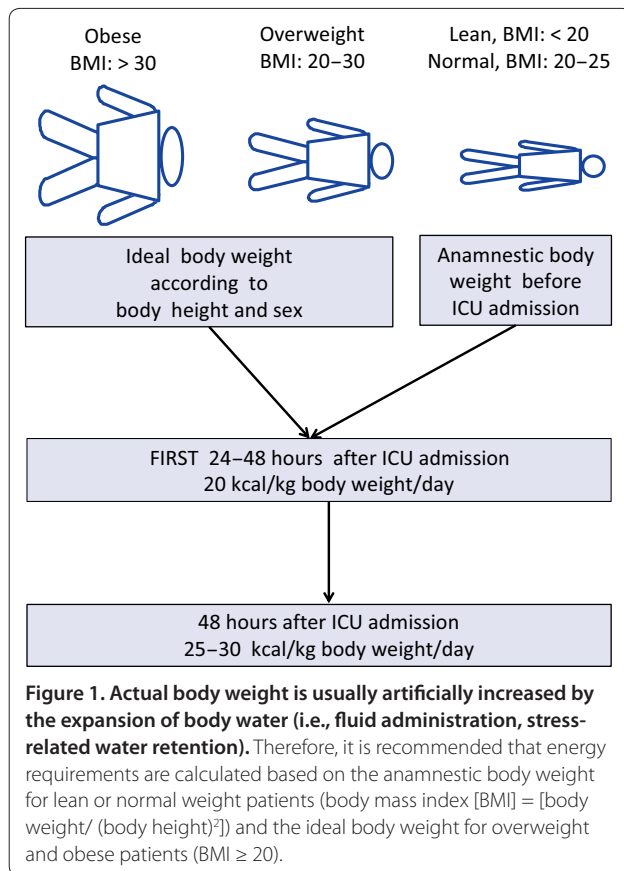 Obese
BMI: > 30
Overweight
BMI: 20–30
Lean, BMI: < 20
Normal, BMI: 20–25
Ideal body weight
according to
body height and sex
Anamnestic body
weight before
ICU admission
FIRST 24–48 hours after ICU admission
20 kcal/kg body weight/day
48 hours after ICU admission
25–30 kcal/kg body weight/day
Figure 1. Actual body weight is usually artificially increased by
the expansion of body water (i.e., fluid administration, stress-
related water retention). Therefore, it is recommended that energy
requirements are calculated based on the anamnestic body weight
for lean or normal weight patients (body mass index [BMI] = [body
weight/ (body height)²]) and the ideal body weight for overweight
and obese patients (BMI ≥ 20).